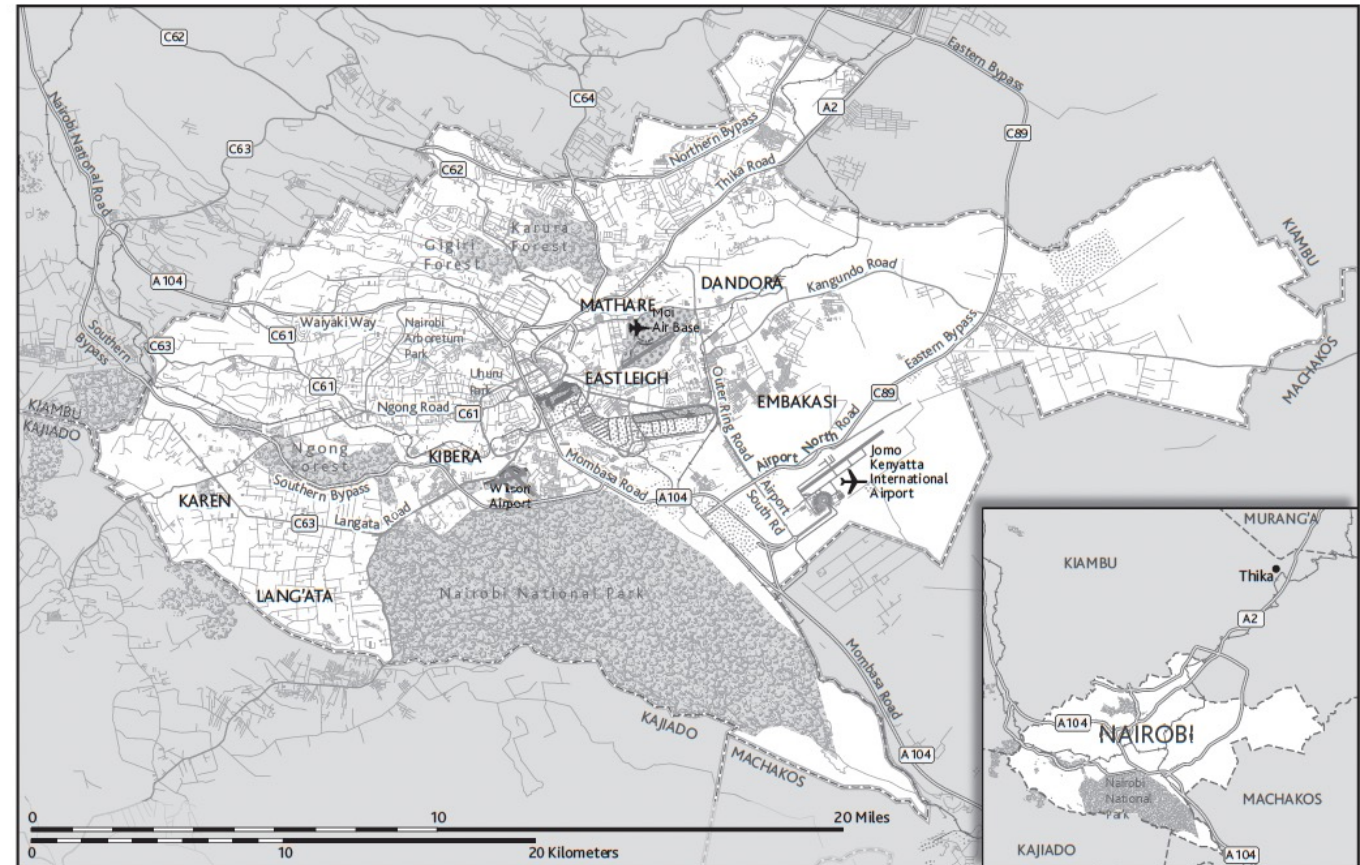 C62
Eastern Bypass
C64
A2
Nairobi National Road
C89
Northern Bypass
C63
C62
Thika Road
Karura
Forest
Gigiri
Forest
KIAMBU
A 104
DANDORA
Kangundo Road
MATHARE
Moi
Air Base
MACHAKOS
Waiyaki Way
Nairobi
Arboretum
Park
C61
Southern
Bypass
C63
Eastern Bypass
EASTLEIGH
Uhuru
Park
C61
Outer Ring Road
C89
EMBAKASI
KIAMBU
KAJIADO
Ngong Road
C61
Airport North Road
Ngong
Forest
KIBERA
Jomo
Kenyatta
International
Airport
Mombasa Road
Southern Bypass
Wilson
Airport
A104
Airport
South Rd
KAREN
C63
Langata Road
LANG'ATA
Nairobi National Park
Mombasa Road
KAJIADO
MACHAKOS
A 104
0
10
20 Miles
0
10
20 Kilometers
MURANG'A
KIAMBU
Thika
A2
A104
NAIROBI
Nairobi
National
Park
MACHAKOS
KAJIADO
A 104